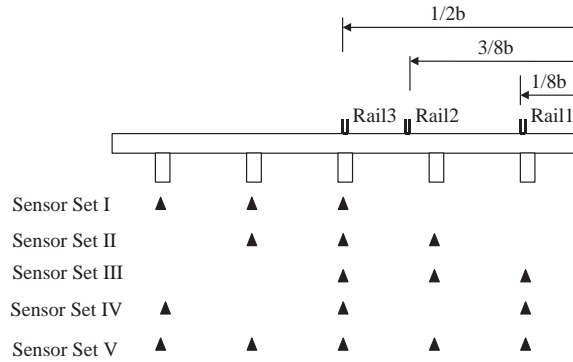 1/2b
3/8b
1/8b
Rail3 Rail2 Rail1
Sensor Set I
Sensor Set II
Sensor Set III
Sensor Set IV
Sensor Set V